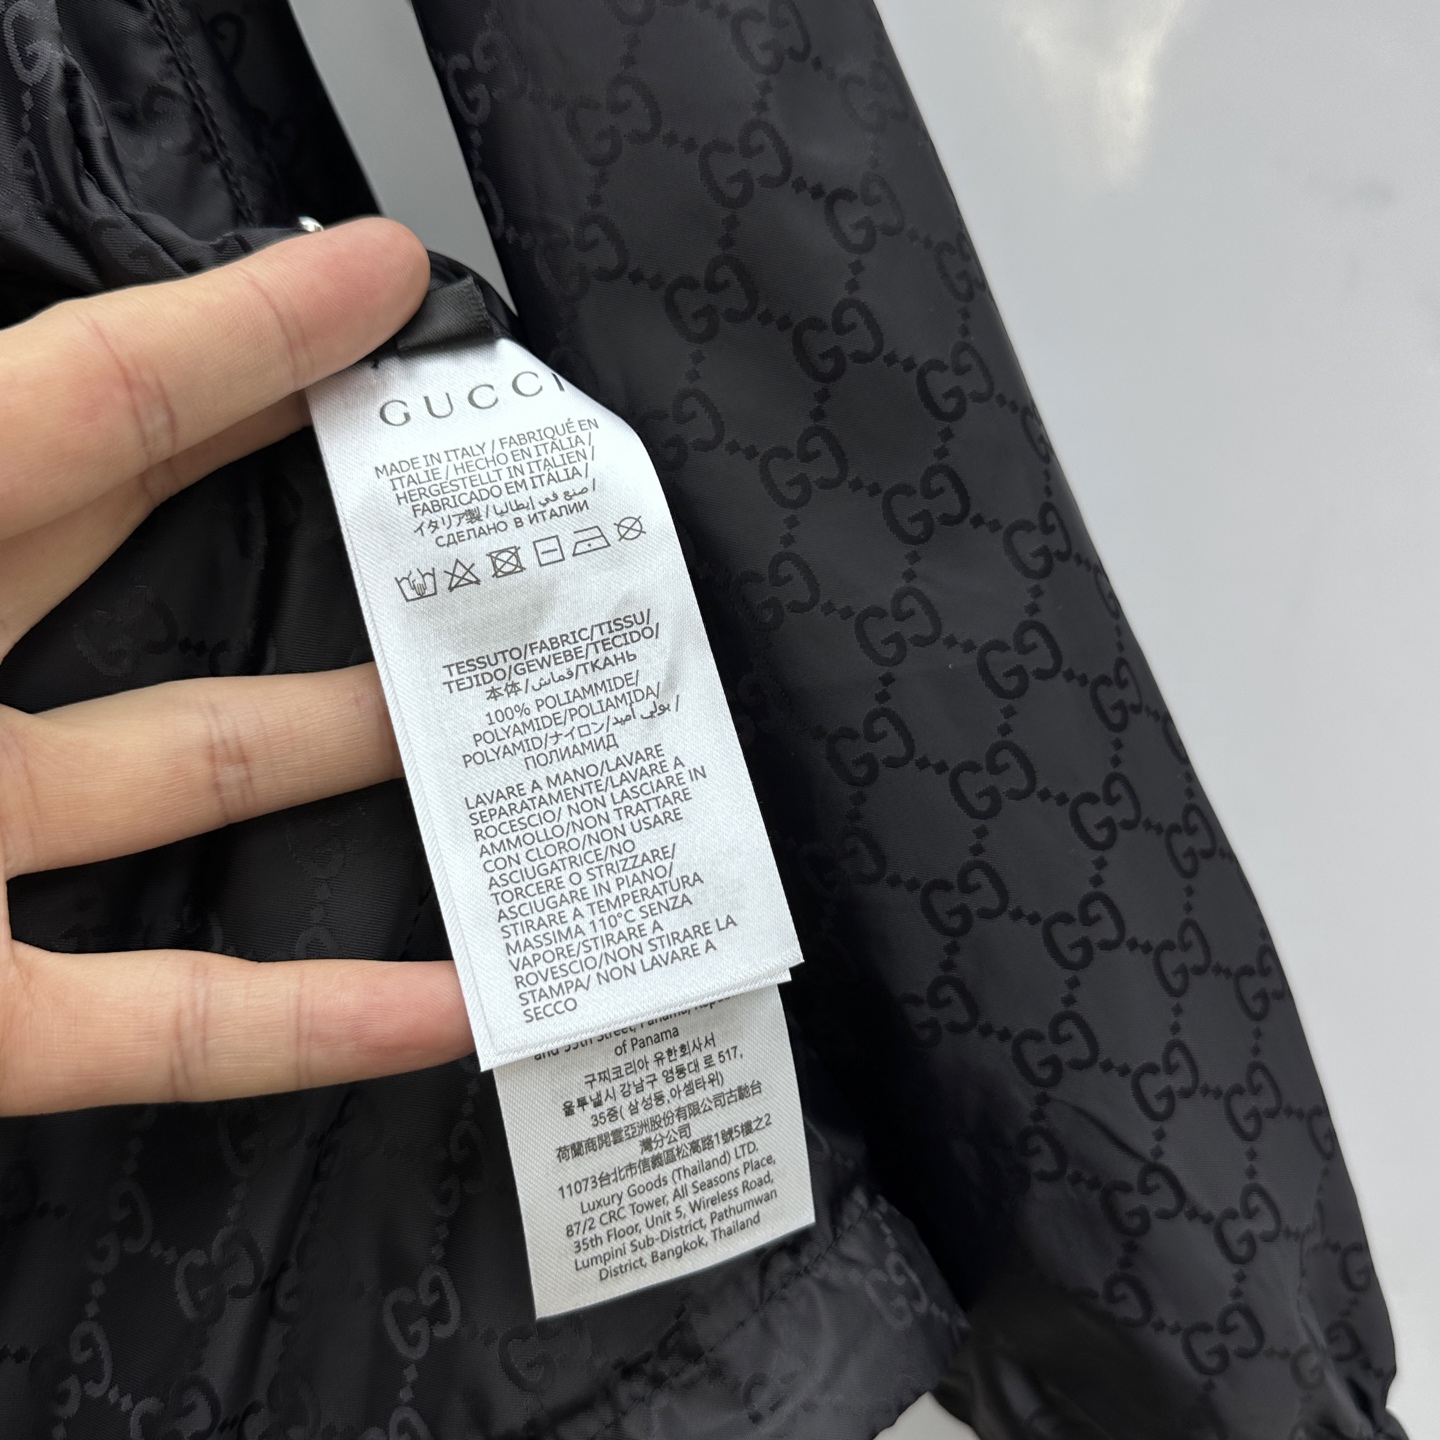 GUCCI
MADE IN ITALY / FABRIQUÉ EN
ITALIE / HECHO EN ITALIA /
HERGESTELLT IN ITALIEN /
FABRICADO EM ITÁLIA /
イタリア製 / صنع في إيطاليا /
СДЕЛАНО В ИТАЛИИ
TESSUTO/FABRIC/TISSU/
TEJIDO/GEWEBE/TECIDO/
本体/قماش/ТКАНЬ
100% POLIAMMIDE/
POLYAMIDE/POLIAMIDA/
POLYAMID/ナイロン/بولي أميد /
ПОЛИАМИД
LAVARE A MANO/LAVARE
SEPARATAMENTE/LAVARE A
ROCESCIO/ NON LASCIARE IN
AMMOLLO/NON TRATTARE
CON CLORO/NON USARE
ASCIUGATRICE/NO
TORCERE O STRIZZARE/
ASCIUGARE IN PIANO/
STIRARE A TEMPERATURA
MASSIMA 110°C SENZA
VAPORE/STIRARE A
ROVESCIO/NON STIRARE LA
STAMPA/ NON LAVARE A
SECCO
and 55th Street, Panama,
of Panama
구찌코리아 유한회사서
울투낼시 강남구 영동대 로 517,
35중( 삼성동,아셈타위)
荷蘭商開雲亞洲股份有限公司古馳台
灣分公司
11073台北市信義區松高路1號5樓之2
Luxury Goods (Thailand) LTD.
87/2 CRC Tower, All Seasons Place,
35th Floor, Unit 5, Wireless Road,
Lumpini Sub-District, Pathumwan
District, Bangkok, Thailand